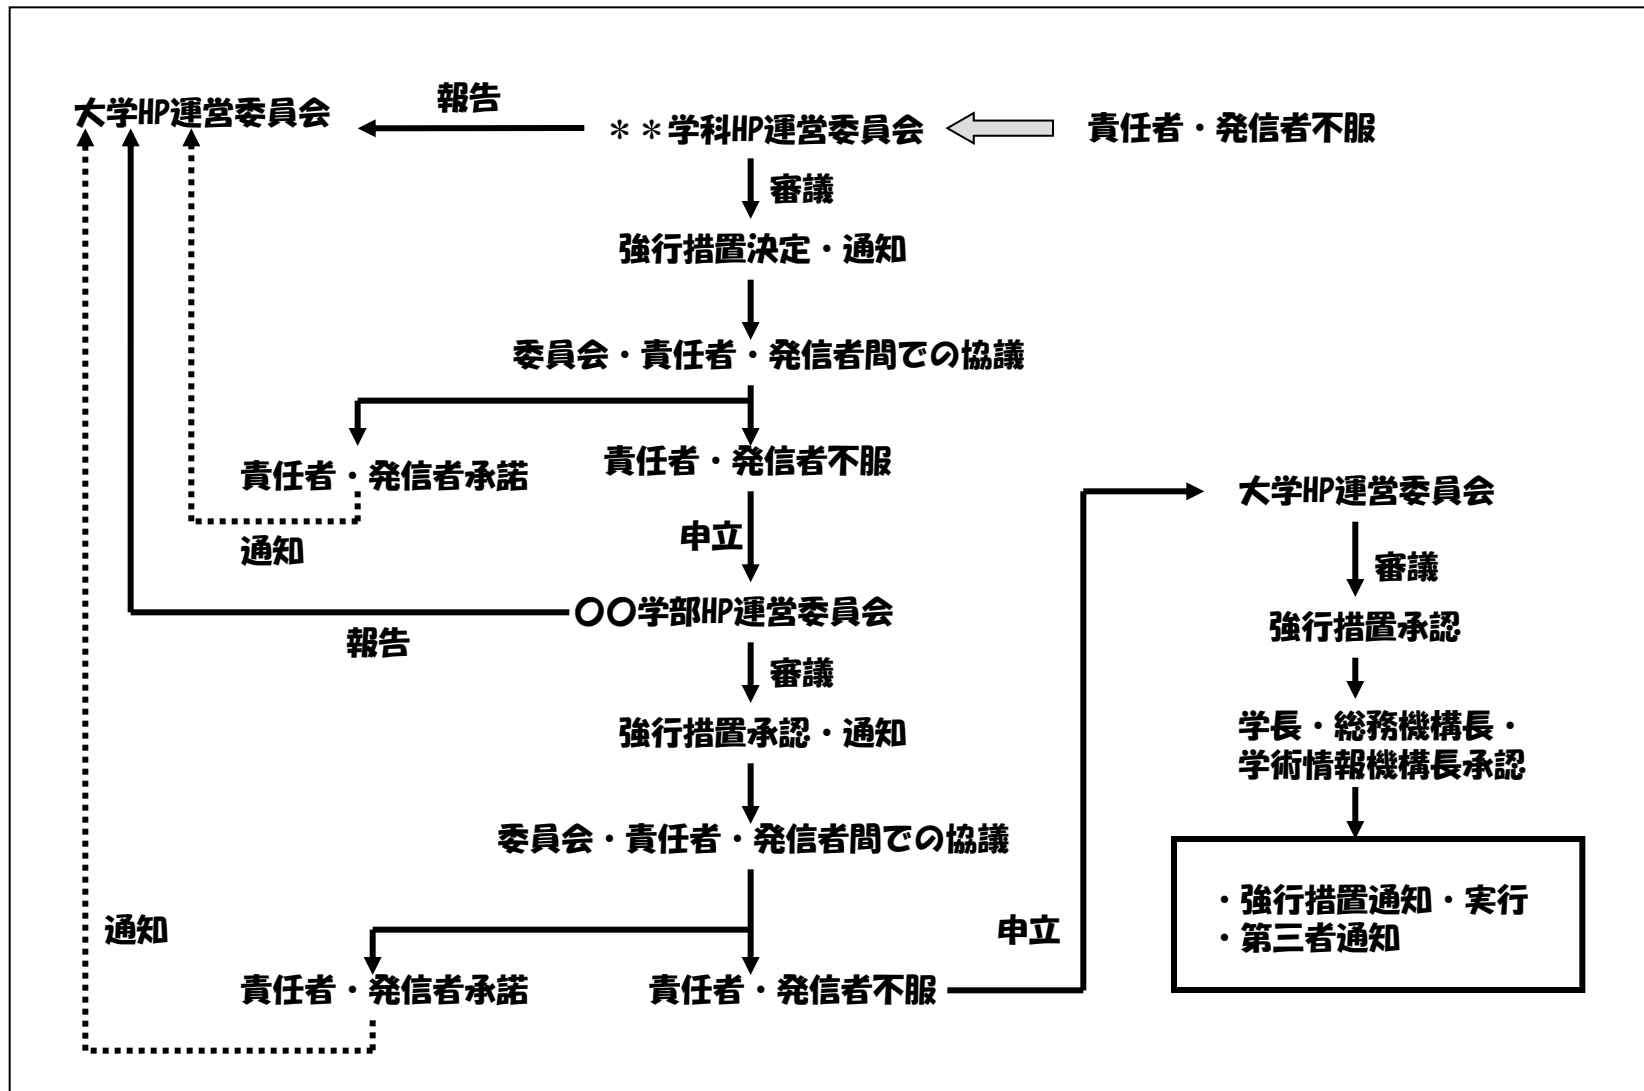 大学HP運営委員会
報告
＊＊学科HP運営委員会
責任者・発信者不服
審議
強行措置決定・通知
委員会・責任者・発信者間での協議
責任者・発信者承諾
責任者・発信者不服
通知
申立
〇〇学部HP運営委員会
報告
審議
強行措置承認・通知
委員会・責任者・発信者間での協議
通知
責任者・発信者承諾
責任者・発信者不服
申立
大学HP運営委員会
審議
強行措置承認
学長・総務機構長・
学術情報機構長承認
・強行措置通知・実行
・第三者通知